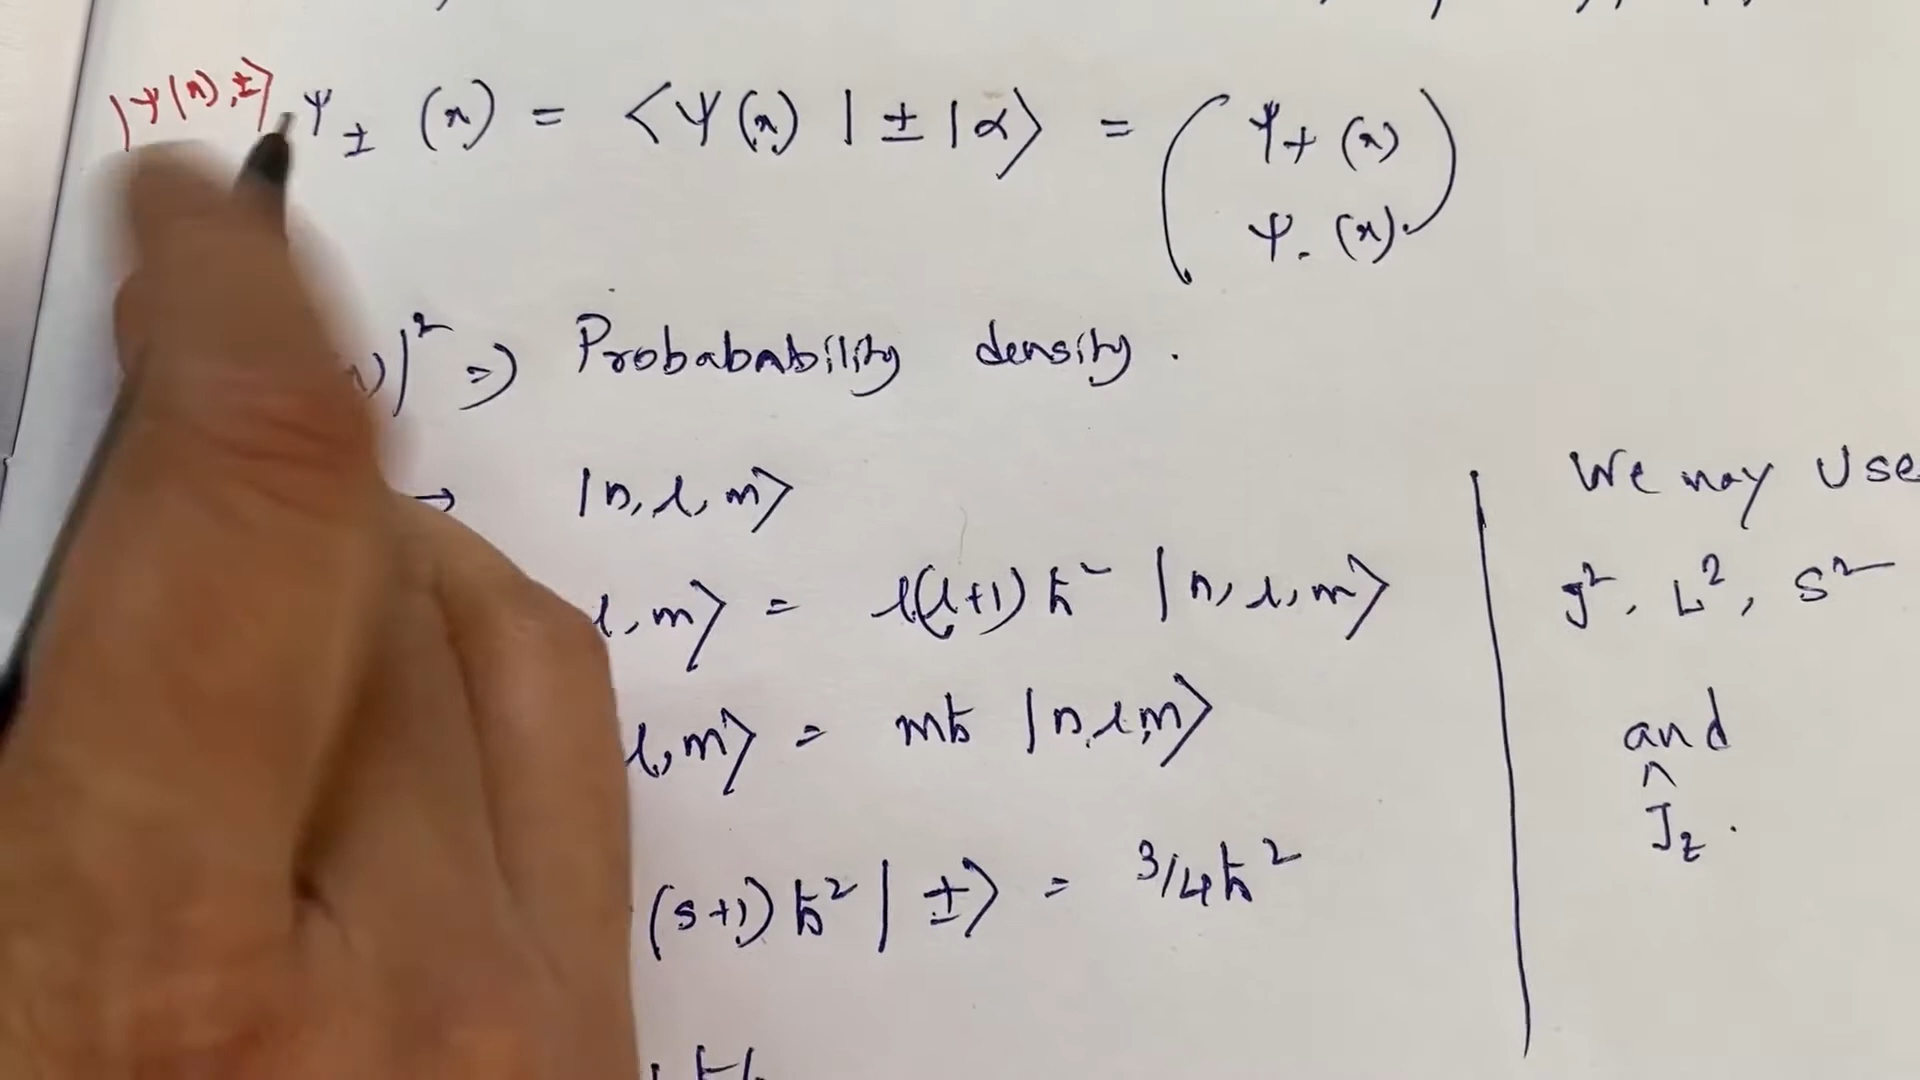 |ψ(x),±⟩ ψ± (x) = ⟨ψ(x) | ± | α⟩ = ( ψ+ (x)
ψ- (x) )
)|² => Probabability density.
→ |n, l, m⟩
l, m⟩ = l(l+1) ħ² |n, l, m⟩
l, m⟩ = mħ |n, l, m⟩
(s+1) ħ² | ±⟩ = 3/4 ħ²
We may use
J², L², S²
and
Ĵz.